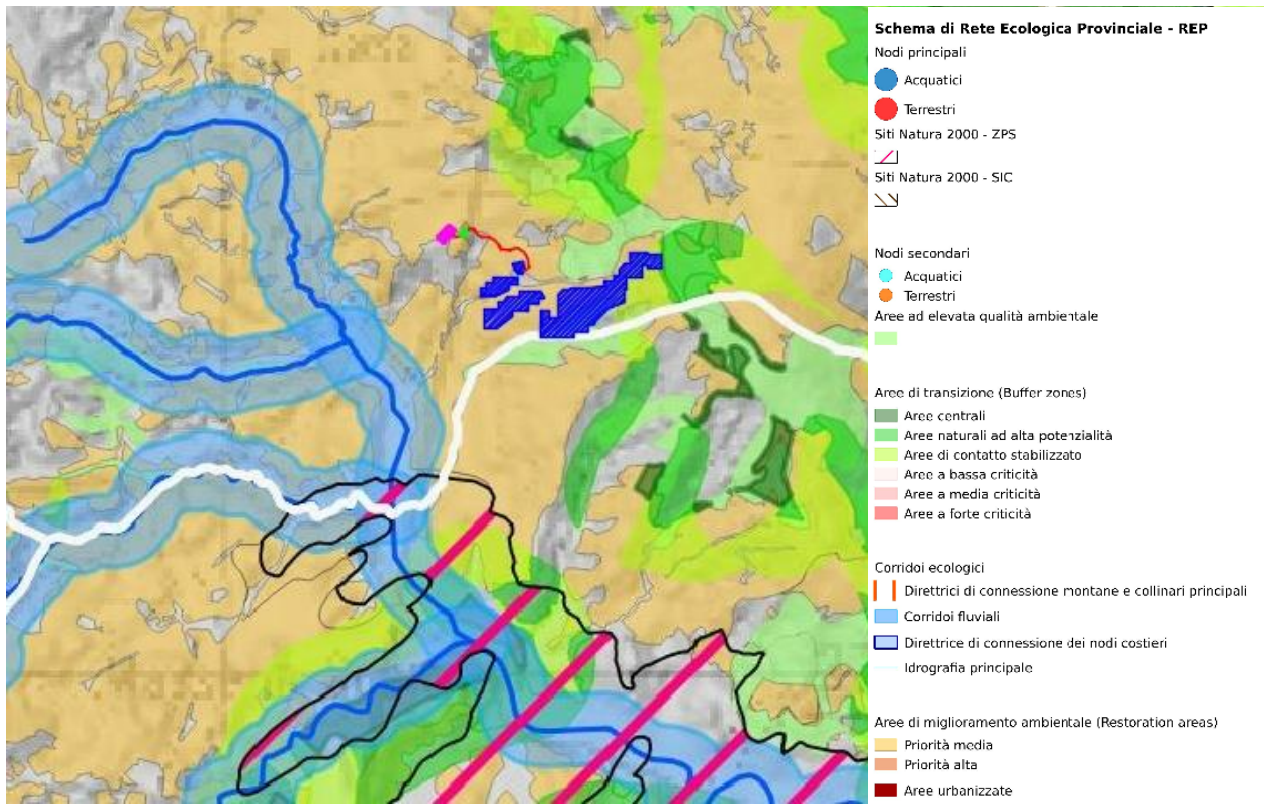 Schema di Rete Ecologica Provinciale - REP
Nodi principali
Acquatici
Terrestri
Siti Natura 2000 - ZPS
Siti Natura 2000 - SIC
Nodi secondari
Acquatici
Terrestri
Aree ad elevata qualità ambientale
Aree di transizione (Buffer zones)
Aree centrali
Aree naturali ad alta potenzialità
Aree di contatto stabilizzato
Aree a bassa criticità
Aree a media criticità
Aree a forte criticità
Corridoi ecologici
Direttrici di connessione montane e collinari principali
Corridoi fluviali
Direttrice di connessione dei nodi costieri
Idrografia principale
Aree di miglioramento ambientale (Restoration areas)
Priorità media
Priorità alta
Aree urbanizzate